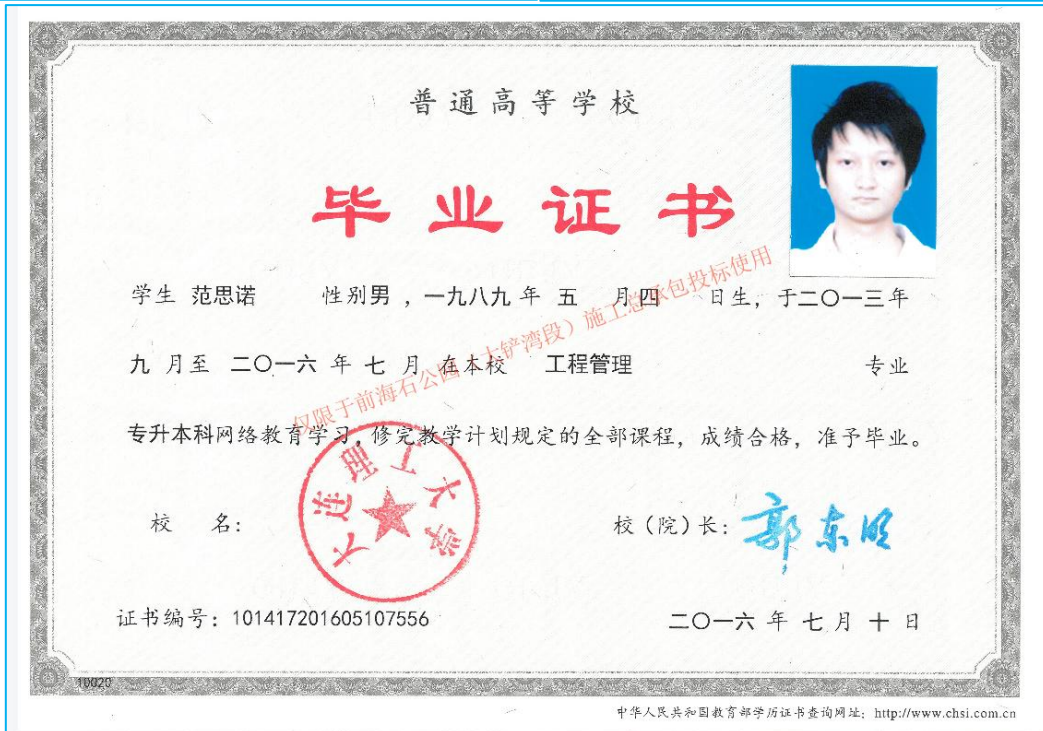 普通高等学校
毕业证书
学生 范思诺 性别男，一九八九年 五 月四 日生，于二〇一三年
九 月至 二〇一六 年 七 月 在本校 工程管理 专业
专升本科网络教育学习，修完教学计划规定的全部课程，成绩合格，准予毕业。
仅限于前海石公园（大铲湾段）施工总承包投标使用
大连理工大学
校 名：
校（院）长：郭东明
证书编号：101417201605107556
二〇一六 年 七 月 十 日
10020
中华人民共和国教育部学历证书查询网址：http://www.chsi.com.cn